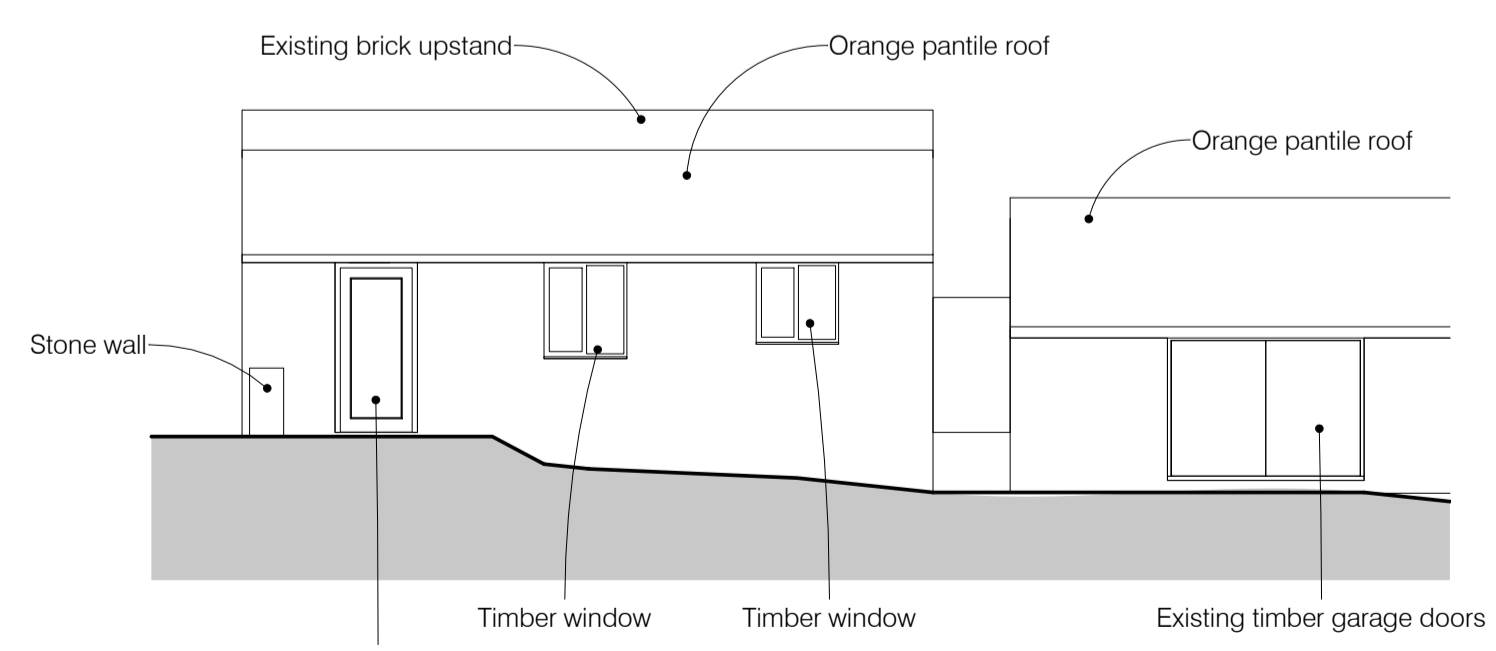 Existing brick upstand
Orange pantile roof
Orange pantile roof
Stone wall
Timber window
Timber window
Existing timber garage doors